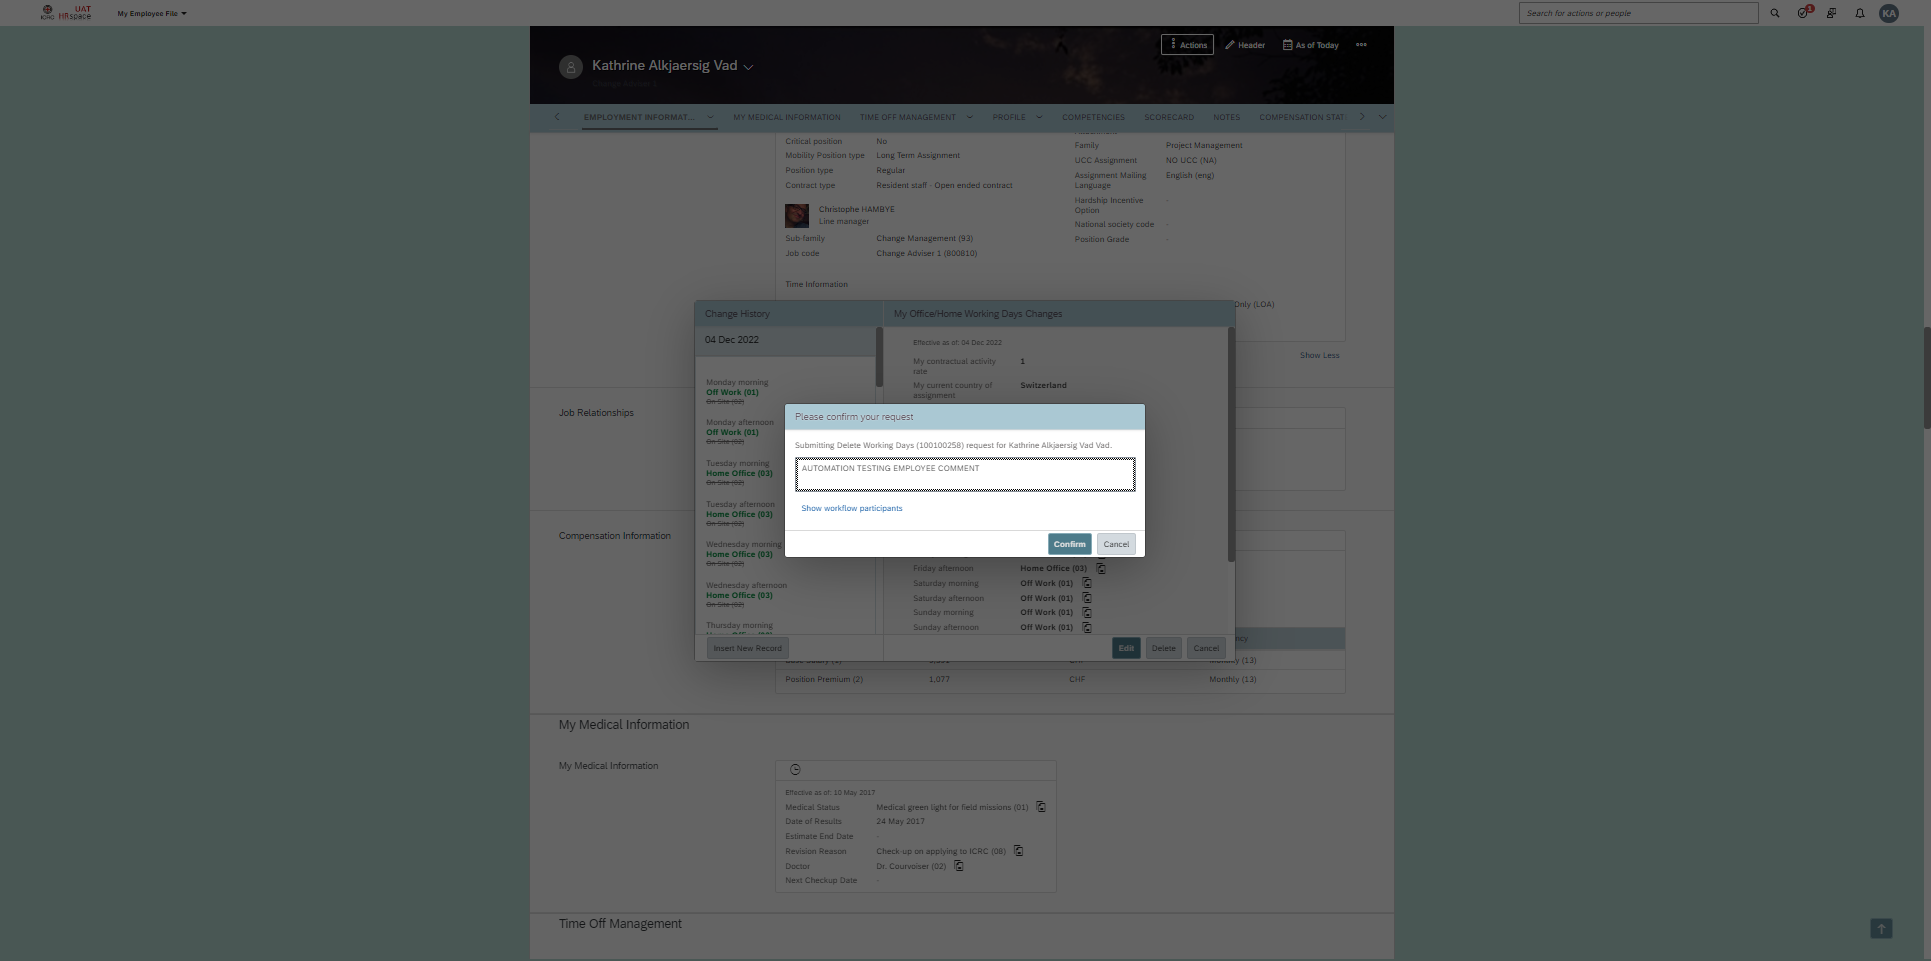 ICRC UAT HRspace
My Employee File
Search for actions or people
1
KA
Actions
Header
As of Today
Kathrine Alkjaersig Vad
Change Adviser 1
EMPLOYMENT INFORMAT...
MY MEDICAL INFORMATION
TIME OFF MANAGEMENT
PROFILE
COMPETENCIES
SCORECARD
NOTES
COMPENSATION STAT
Critical position No
Mobility Position type Long Term Assignment
Position type Regular
Contract type Resident staff - Open ended contract
Christophe HAMBYE
Line manager
Sub-family Change Management (93)
Job code Change Adviser 1 (800810)
Time Information
Family Project Management
UCC Assignment NO UCC (NA)
Assignment Mailing Language English (eng)
Hardship Incentive Option -
National society code -
Position Grade -
Only (LOA)
Show Less
Change History
04 Dec 2022
Monday morning
Off Work (01)
On Site (02)
Monday afternoon
Off Work (01)
On Site (02)
Tuesday morning
Home Office (03)
On Site (02)
Tuesday afternoon
Home Office (03)
On Site (02)
Wednesday morning
Home Office (03)
On Site (02)
Wednesday afternoon
Home Office (03)
On Site (02)
Thursday morning
Insert New Record
My Office/Home Working Days Changes
Effective as of: 04 Dec 2022
My contractual activity rate 1
My current country of assignment Switzerland
Please confirm your request
Submitting Delete Working Days (100100258) request for Kathrine Alkjaersig Vad Vad.
AUTOMATION TESTING EMPLOYEE COMMENT
Show workflow participants
Confirm
Cancel
Friday afternoon Home Office (03)
Saturday morning Off Work (01)
Saturday afternoon Off Work (01)
Sunday morning Off Work (01)
Sunday afternoon Off Work (01)
Edit
Delete
Cancel
Job Relationships
Compensation Information
ncy
Monthly (13)
Position Premium (2) 1,077 CHF Monthly (13)
My Medical Information
My Medical Information
Effective as of: 10 May 2017
Medical Status Medical green light for field missions (01)
Date of Results 24 May 2017
Estimate End Date -
Revision Reason Check-up on applying to ICRC (08)
Doctor Dr. Courvoiser (02)
Next Checkup Date -
Time Off Management